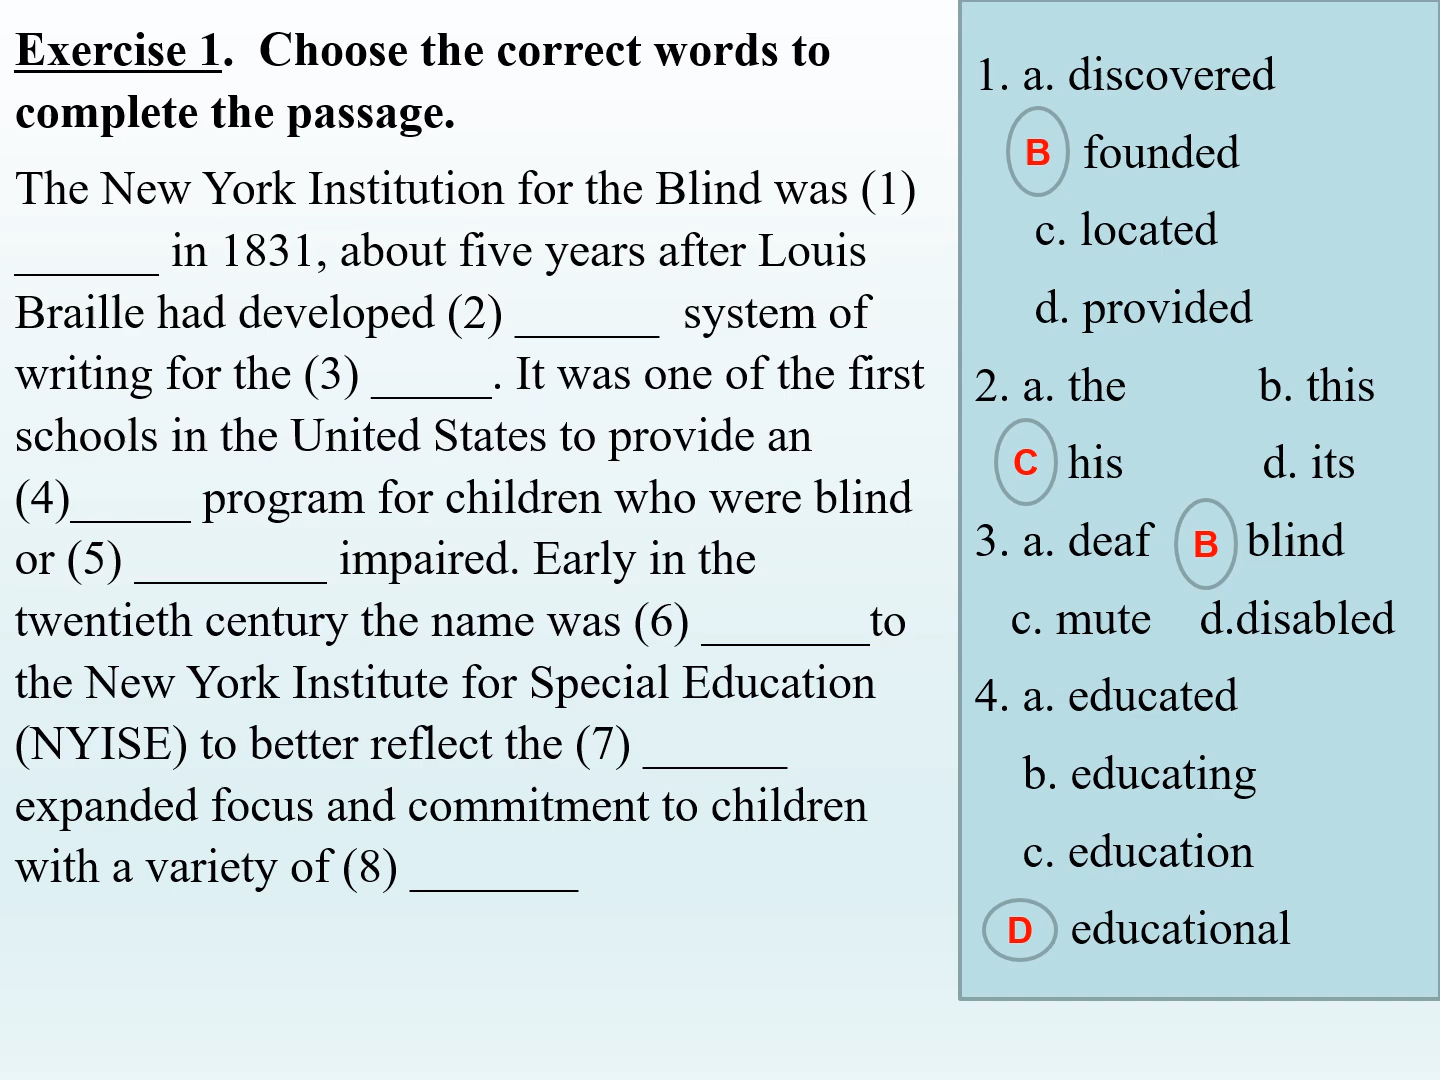 Exercise 1.  Choose the correct words to
complete the passage.
The New York Institution for the Blind was (1)
______ in 1831, about five years after Louis
Braille had developed (2) ______  system of
writing for the (3) _____. It was one of the first
schools in the United States to provide an
(4)_____ program for children who were blind
or (5) ________ impaired. Early in the
twentieth century the name was (6) _______to
the New York Institute for Special Education
(NYISE) to better reflect the (7) ______
expanded focus and commitment to children
with a variety of (8) _______
1. a. discovered
B founded
c. located
d. provided
2. a. the b. this
C his d. its
3. a. deaf B blind
c. mute d.disabled
4. a. educated
b. educating
c. education
D educational